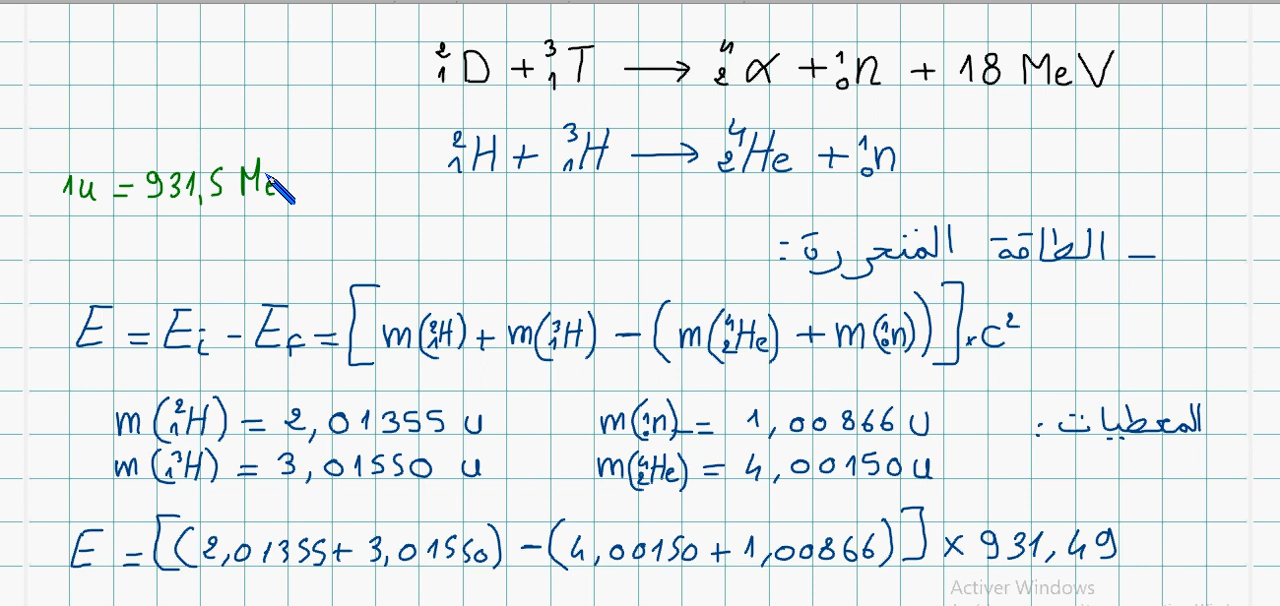 ²₁D + ³₁T ⟶ ⁴₂α + ¹₀n + 18 MeV
²₁H + ³₁H ⟶ ⁴₂He + ¹₀n
1u = 931,5 Me
– الطاقة المتحررة :
E = Eᵢ - E_f = [m(²₁H) + m(³₁H) – (m(⁴₂He) + m(¹₀n))] × c²
m(²₁H) = 2,01355 u m(¹₀n) = 1,00866 u المعطيات :
m(³₁H) = 3,01550 u m(⁴₂He) = 4,00150 u
E = [(2,01355 + 3,01550) – (4,00150 + 1,00866)] × 931,49
Activer Windows